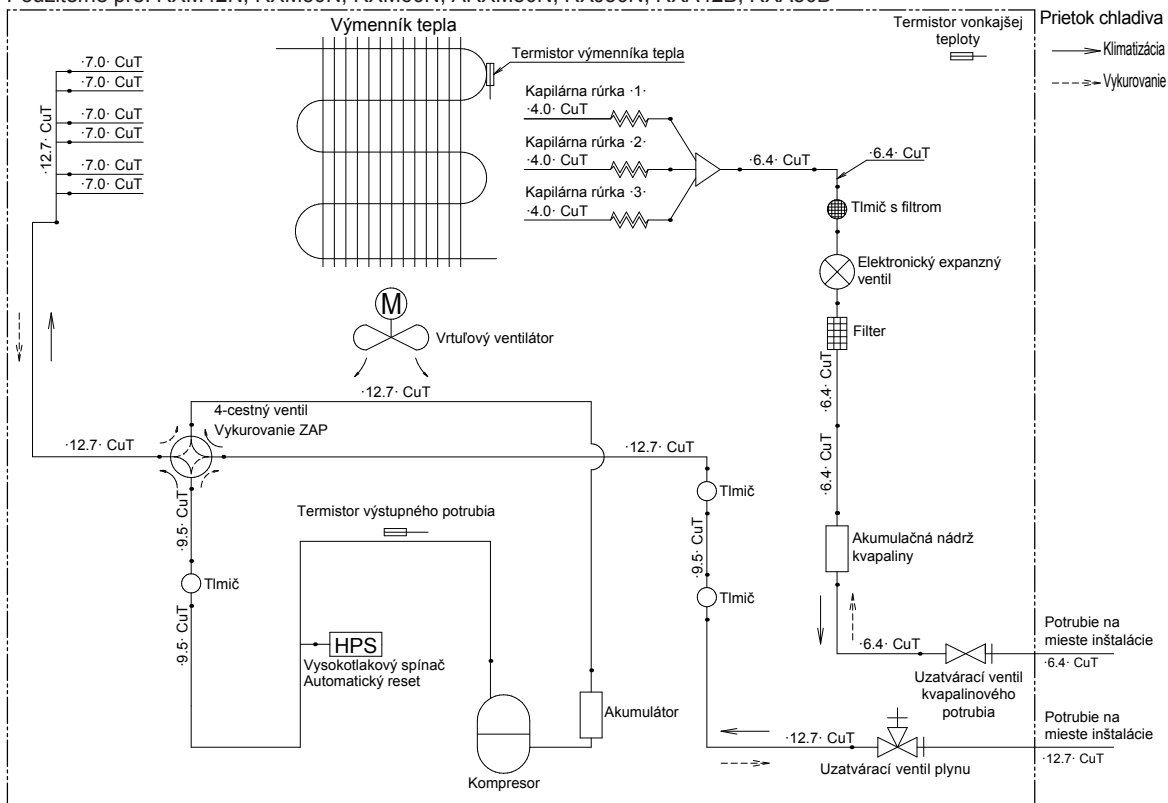 Výmenník tepla
Termistor vonkajšej
teploty
Prietok chladiva
Klimatizácia
Vykurovanie
Termistor výmenníka tepla
·7.0· CuT
·7.0· CuT
·7.0· CuT
·7.0· CuT
·7.0· CuT
·7.0· CuT
·12.7· CuT
Kapilárna rúrka ·1·
·4.0· CuT
Kapilárna rúrka ·2·
·4.0· CuT
Kapilárna rúrka ·3·
·4.0· CuT
·6.4· CuT
·6.4· CuT
Tlmič s filtrom
Elektronický expanzný
ventil
Filter
M
Vrtuľový ventilátor
·12.7· CuT
·6.4· CuT
4-cestný ventil
Vykurovanie ZAP
·12.7· CuT
·12.7· CuT
·6.4· CuT
·9.5· CuT
Tlmič
Termistor výstupného potrubia
·9.5· CuT
Akumulačná nádrž
kvapaliny
Tlmič
Tlmič
·9.5· CuT
HPS
Vysokotlakový spínač
Automatický reset
·6.4· CuT
Potrubie na
mieste inštalácie
·6.4· CuT
Uzatvárací ventil
kvapalinového
potrubia
Akumulátor
Kompresor
·12.7· CuT
Uzatvárací ventil plynu
Potrubie na
mieste inštalácie
·12.7· CuT